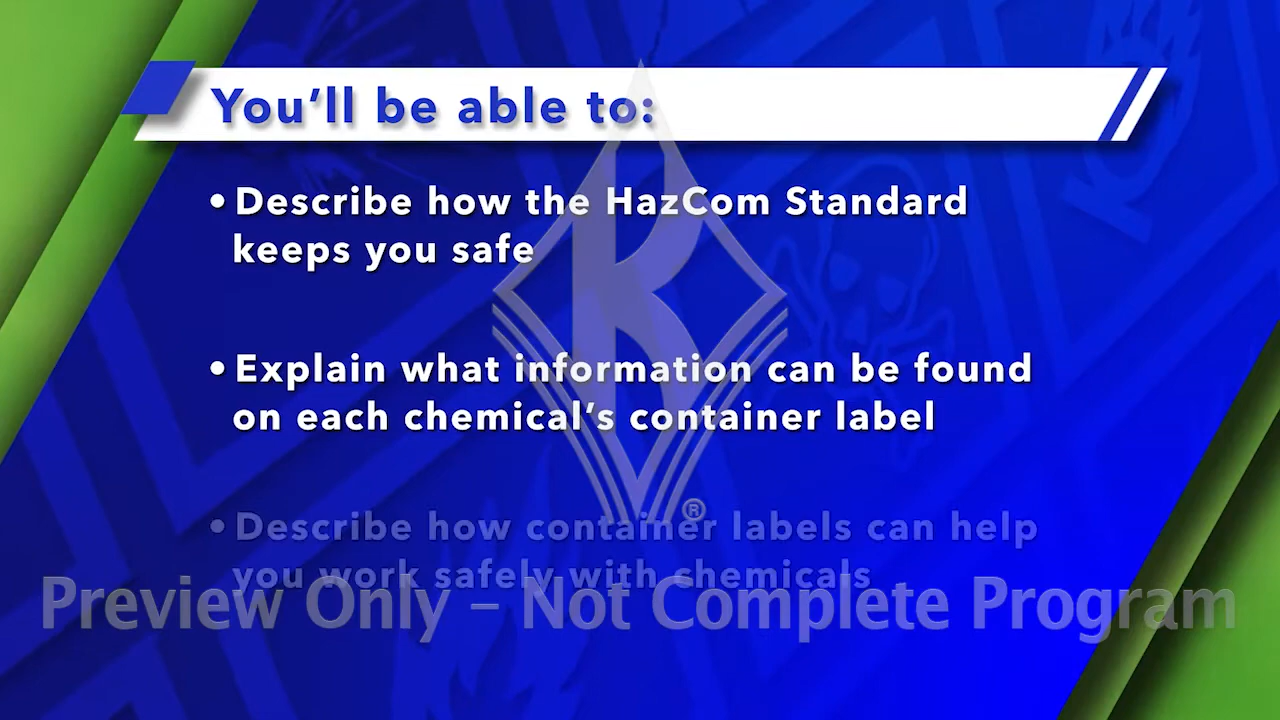 You'll be able to:
•Describe how the HazCom Standard
keeps you safe
•Explain what information can be found
on each chemical's container label
•Describe how container labels can help
you work safely with chemicals
Preview Only – Not Complete Program
K
®